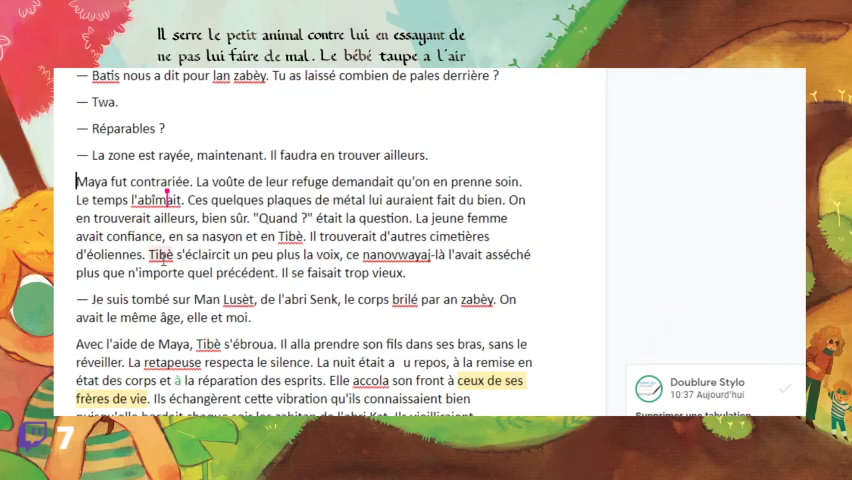 Il serre le petit animal contre lui en essayant de
ne pas lui faire de mal. Le bébé taupe a l'air
— Batis nous a dit pour lan zabèy. Tu as laissé combien de pales derrière ?
— Twa.
— Réparables ?
— La zone est rayée, maintenant. Il faudra en trouver ailleurs.
Maya fut contrariée. La voûte de leur refuge demandait qu'on en prenne soin.
Le temps l'abîmait. Ces quelques plaques de métal lui auraient fait du bien. On
en trouverait ailleurs, bien sûr. "Quand ?" était la question. La jeune femme
avait confiance, en sa nasyon et en Tibè. Il trouverait d'autres cimetières
d'éoliennes. Tibè s'éclaircit un peu plus la voix, ce nanovwayaj-là l'avait asséché
plus que n'importe quel précédent. Il se faisait trop vieux.
— Je suis tombé sur Man Lusèt, de l'abri Senk, le corps brilé par an zabèy. On
avait le même âge, elle et moi.
Avec l'aide de Maya, Tibè s'ébroua. Il alla prendre son fils dans ses bras, sans le
réveiller. La retapeuse respecta le silence. La nuit était a u repos, à la remise en
état des corps et à la réparation des esprits. Elle accola son front à ceux de ses
frères de vie. Ils échangèrent cette vibration qu'ils connaissaient bien
Doublure Stylo
10:37 Aujourd'hui
Supprimer une tabulation
7